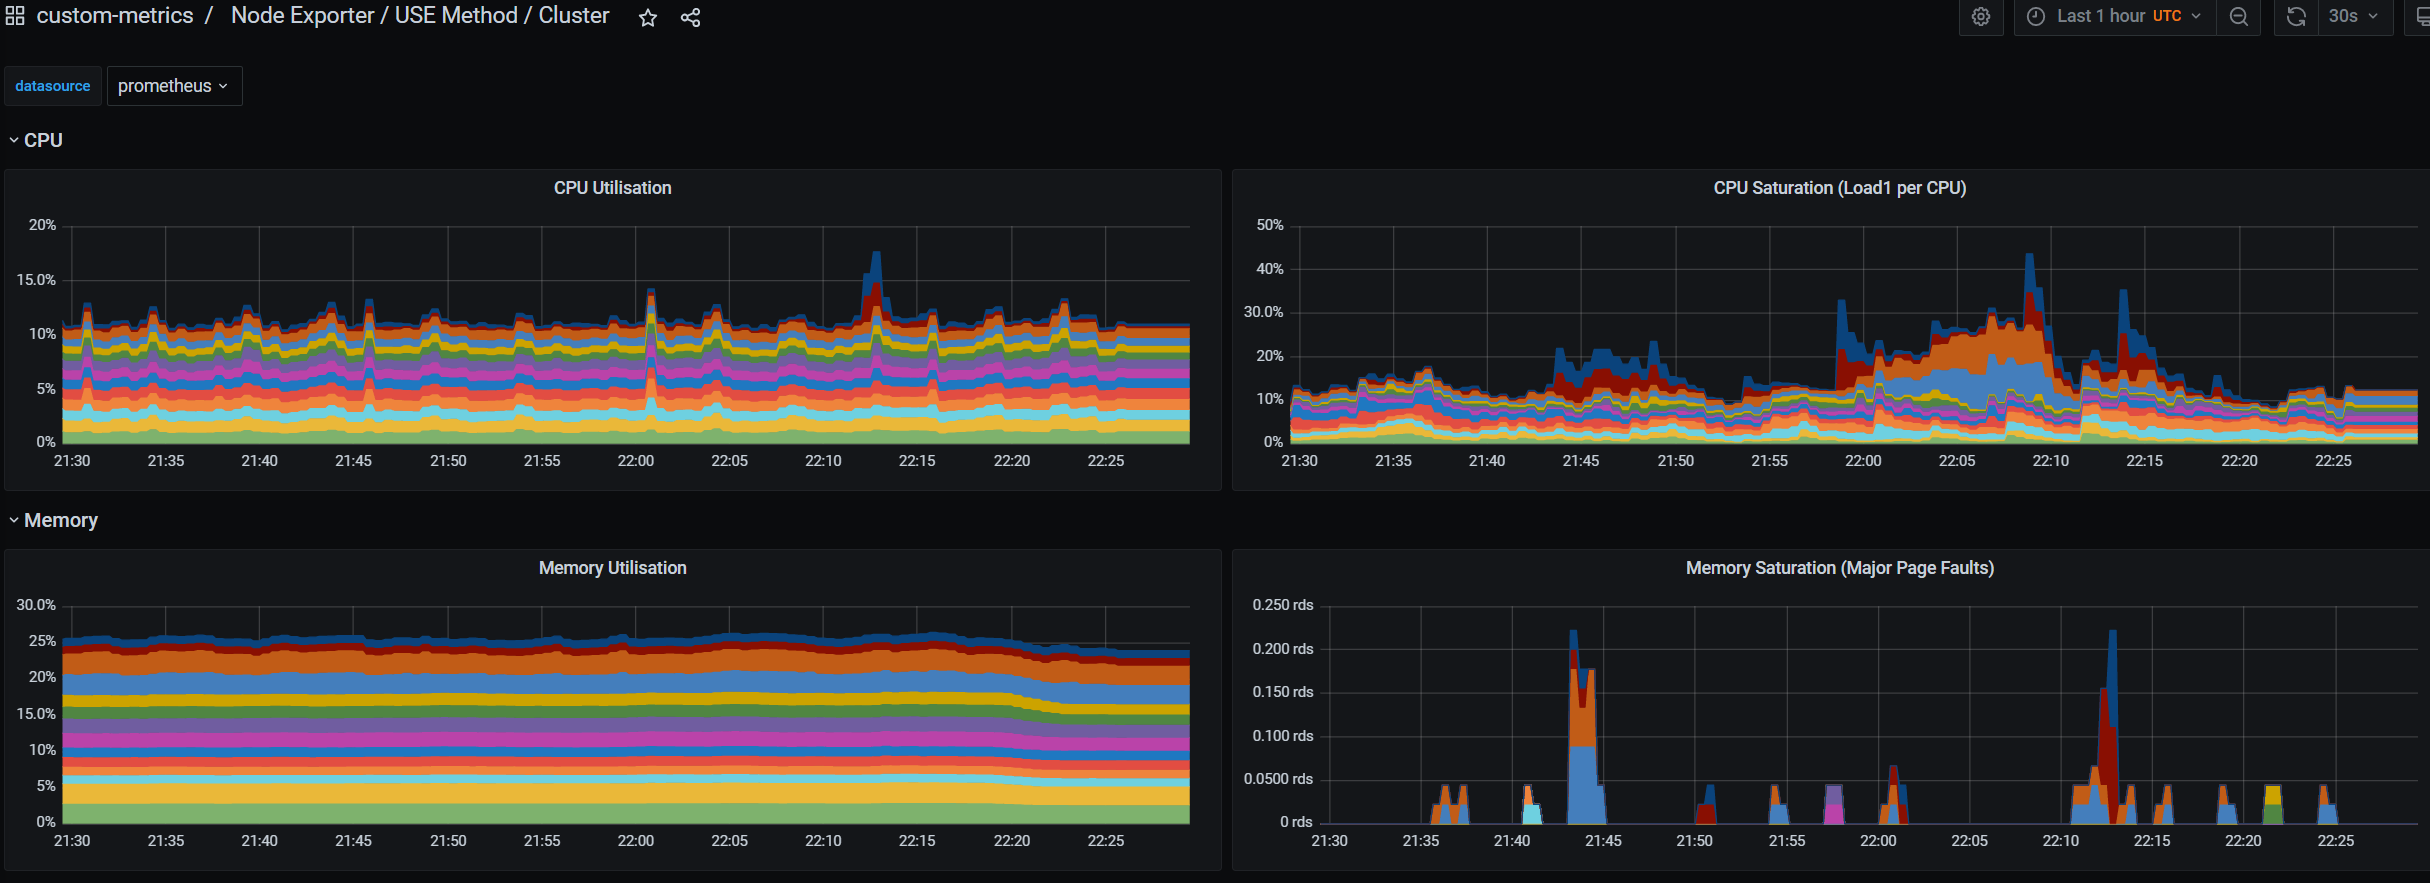 custom-metrics / Node Exporter / USE Method / Cluster
Last 1 hour UTC
30s
datasource prometheus
CPU
CPU Utilisation
20%
15.0%
10%
5%
0%
21:30 21:35 21:40 21:45 21:50 21:55 22:00 22:05 22:10 22:15 22:20 22:25
CPU Saturation (Load1 per CPU)
50%
40%
30.0%
20%
10%
0%
21:30 21:35 21:40 21:45 21:50 21:55 22:00 22:05 22:10 22:15 22:20 22:25
Memory
Memory Utilisation
30.0%
25%
20%
15.0%
10%
5%
0%
21:30 21:35 21:40 21:45 21:50 21:55 22:00 22:05 22:10 22:15 22:20 22:25
Memory Saturation (Major Page Faults)
0.250 rds
0.200 rds
0.150 rds
0.100 rds
0.0500 rds
0 rds
21:30 21:35 21:40 21:45 21:50 21:55 22:00 22:05 22:10 22:15 22:20 22:25